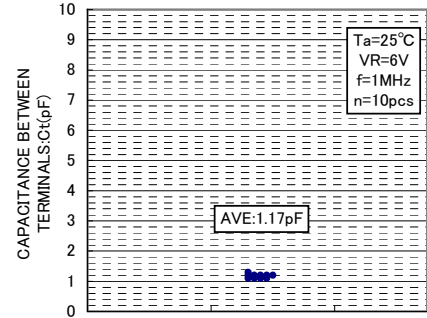 CAPACITANCE BETWEEN
TERMINALS:Ct(pF)
10
9
8
7
6
5
4
3
2
1
0
Ta=25℃
VR=6V
f=1MHz
n=10pcs
AVE:1.17pF